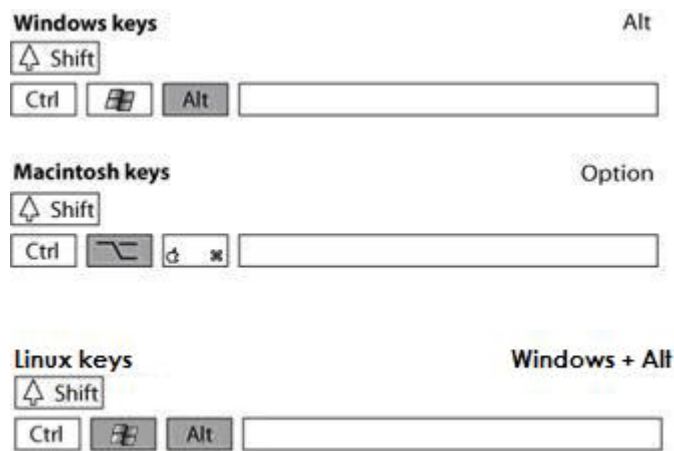 Windows keys Alt
Shift
Ctrl Alt
Macintosh keys Option
Shift
Ctrl ⌥ ⌘
Linux keys Windows + Alt
Shift
Ctrl Alt